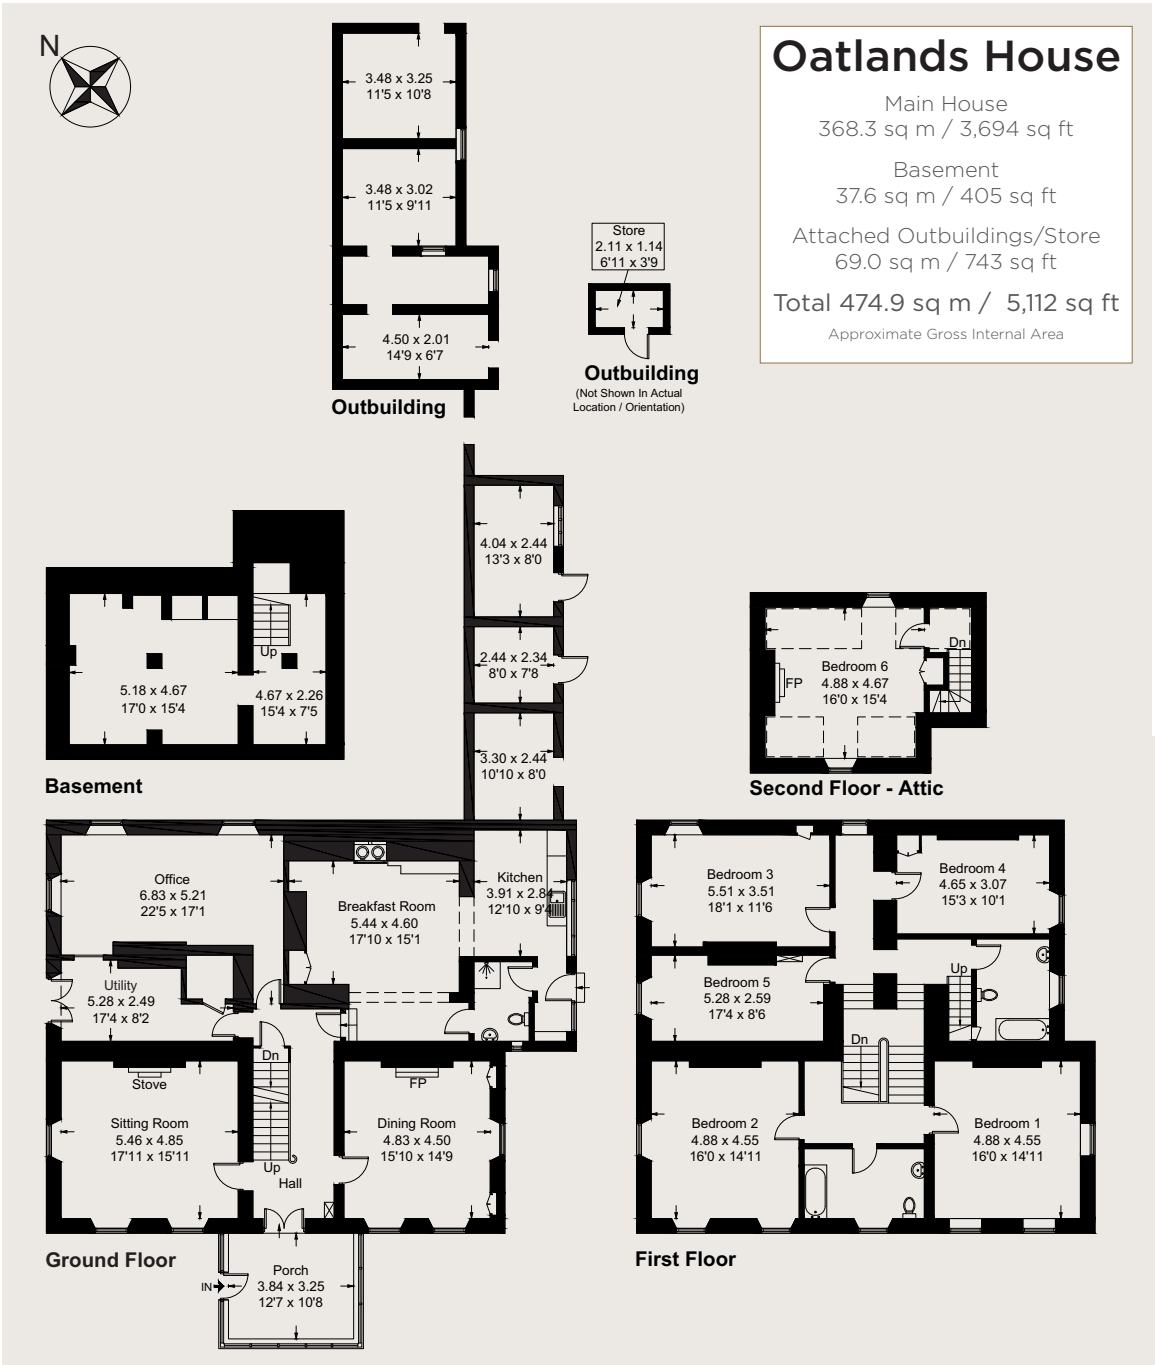 N
Oatlands House
Main House
368.3 sq m / 3,694 sq ft
Basement
37.6 sq m / 405 sq ft
Attached Outbuildings/Store
69.0 sq m / 743 sq ft
Total 474.9 sq m / 5,112 sq ft
Approximate Gross Internal Area
3.48 x 3.25
11'5 x 10'8
3.48 x 3.02
11'5 x 9'11
4.50 x 2.01
14'9 x 6'7
Outbuilding
Store
2.11 x 1.14
6'11 x 3'9
Outbuilding
(Not Shown In Actual
Location / Orientation)
4.04 x 2.44
13'3 x 8'0
2.44 x 2.34
8'0 x 7'8
3.30 x 2.44
10'10 x 8'0
Up
5.18 x 4.67
17'0 x 15'4
4.67 x 2.26
15'4 x 7'5
Basement
Dn
Bedroom 6
4.88 x 4.67
16'0 x 15'4
FP
Second Floor - Attic
Office
6.83 x 5.21
22'5 x 17'1
Breakfast Room
5.44 x 4.60
17'10 x 15'1
Kitchen
3.91 x 2.84
12'10 x 9'4
Utility
5.28 x 2.49
17'4 x 8'2
Dn
Stove
FP
Sitting Room
5.46 x 4.85
17'11 x 15'11
Dining Room
4.83 x 4.50
15'10 x 14'9
Up
Hall
Ground Floor
Porch
3.84 x 3.25
12'7 x 10'8
IN
Bedroom 3
5.51 x 3.51
18'1 x 11'6
Bedroom 4
4.65 x 3.07
15'3 x 10'1
Bedroom 5
5.28 x 2.59
17'4 x 8'6
Up
Dn
Bedroom 2
4.88 x 4.55
16'0 x 14'11
Bedroom 1
4.88 x 4.55
16'0 x 14'11
First Floor